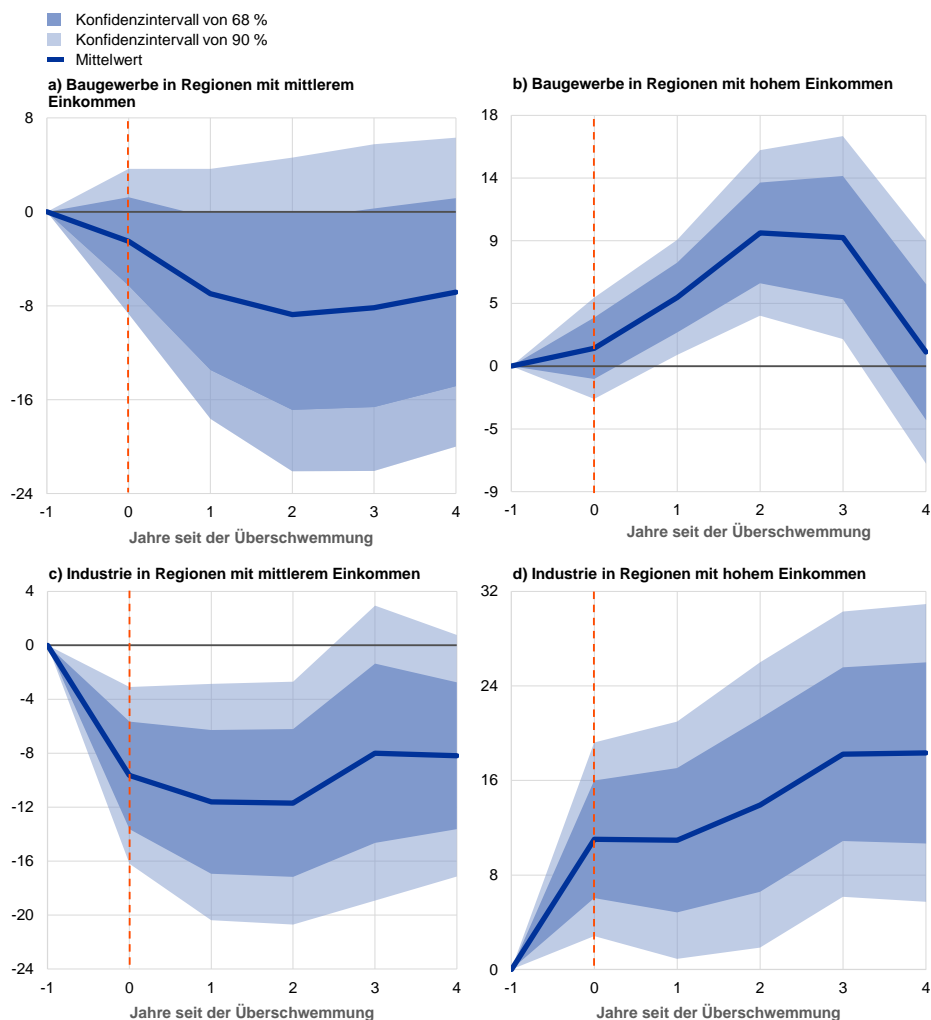 Konfidenzintervall von 68 %
Konfidenzintervall von 90 %
Mittelwert
a) Baugewerbe in Regionen mit mittlerem
Einkommen
8
0
-8
-16
-24
-1 0 1 2 3 4
Jahre seit der Überschwemmung
b) Baugewerbe in Regionen mit hohem Einkommen
18
14
9
5
0
-5
-9
-1 0 1 2 3 4
Jahre seit der Überschwemmung
c) Industrie in Regionen mit mittlerem Einkommen
4
0
-4
-8
-12
-16
-20
-24
-1 0 1 2 3 4
Jahre seit der Überschwemmung
d) Industrie in Regionen mit hohem Einkommen
32
24
16
8
0
-1 0 1 2 3 4
Jahre seit der Überschwemmung